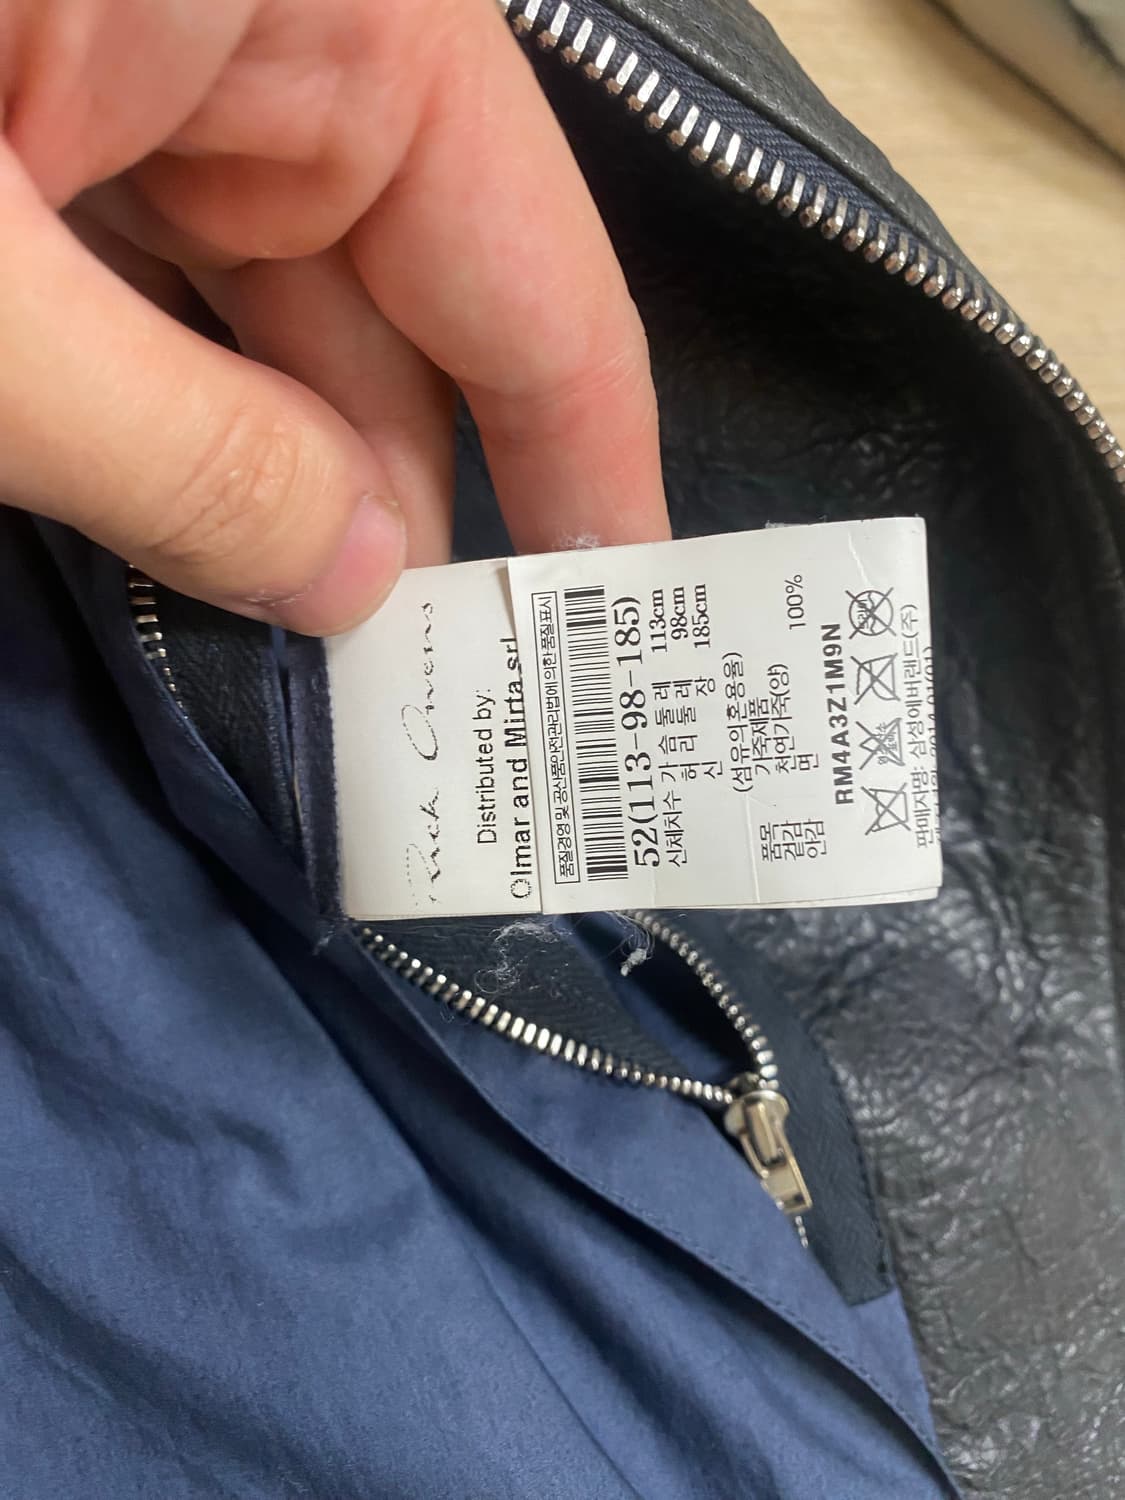 Rick Owens
Distributed by:
Olmar and Mirta srl
품질경영 및 공산품안전관리법에 의한 품질표시
52(113-98-185)
신체치수 가슴둘레 113cm
허리둘레 98cm
신장 185cm
(섬유의혼용율)
품목 가죽제품
겉감 천연가죽(양)
안감 면 100%
RM4A3Z1M9N
판매자명: 삼성에버랜드(주)